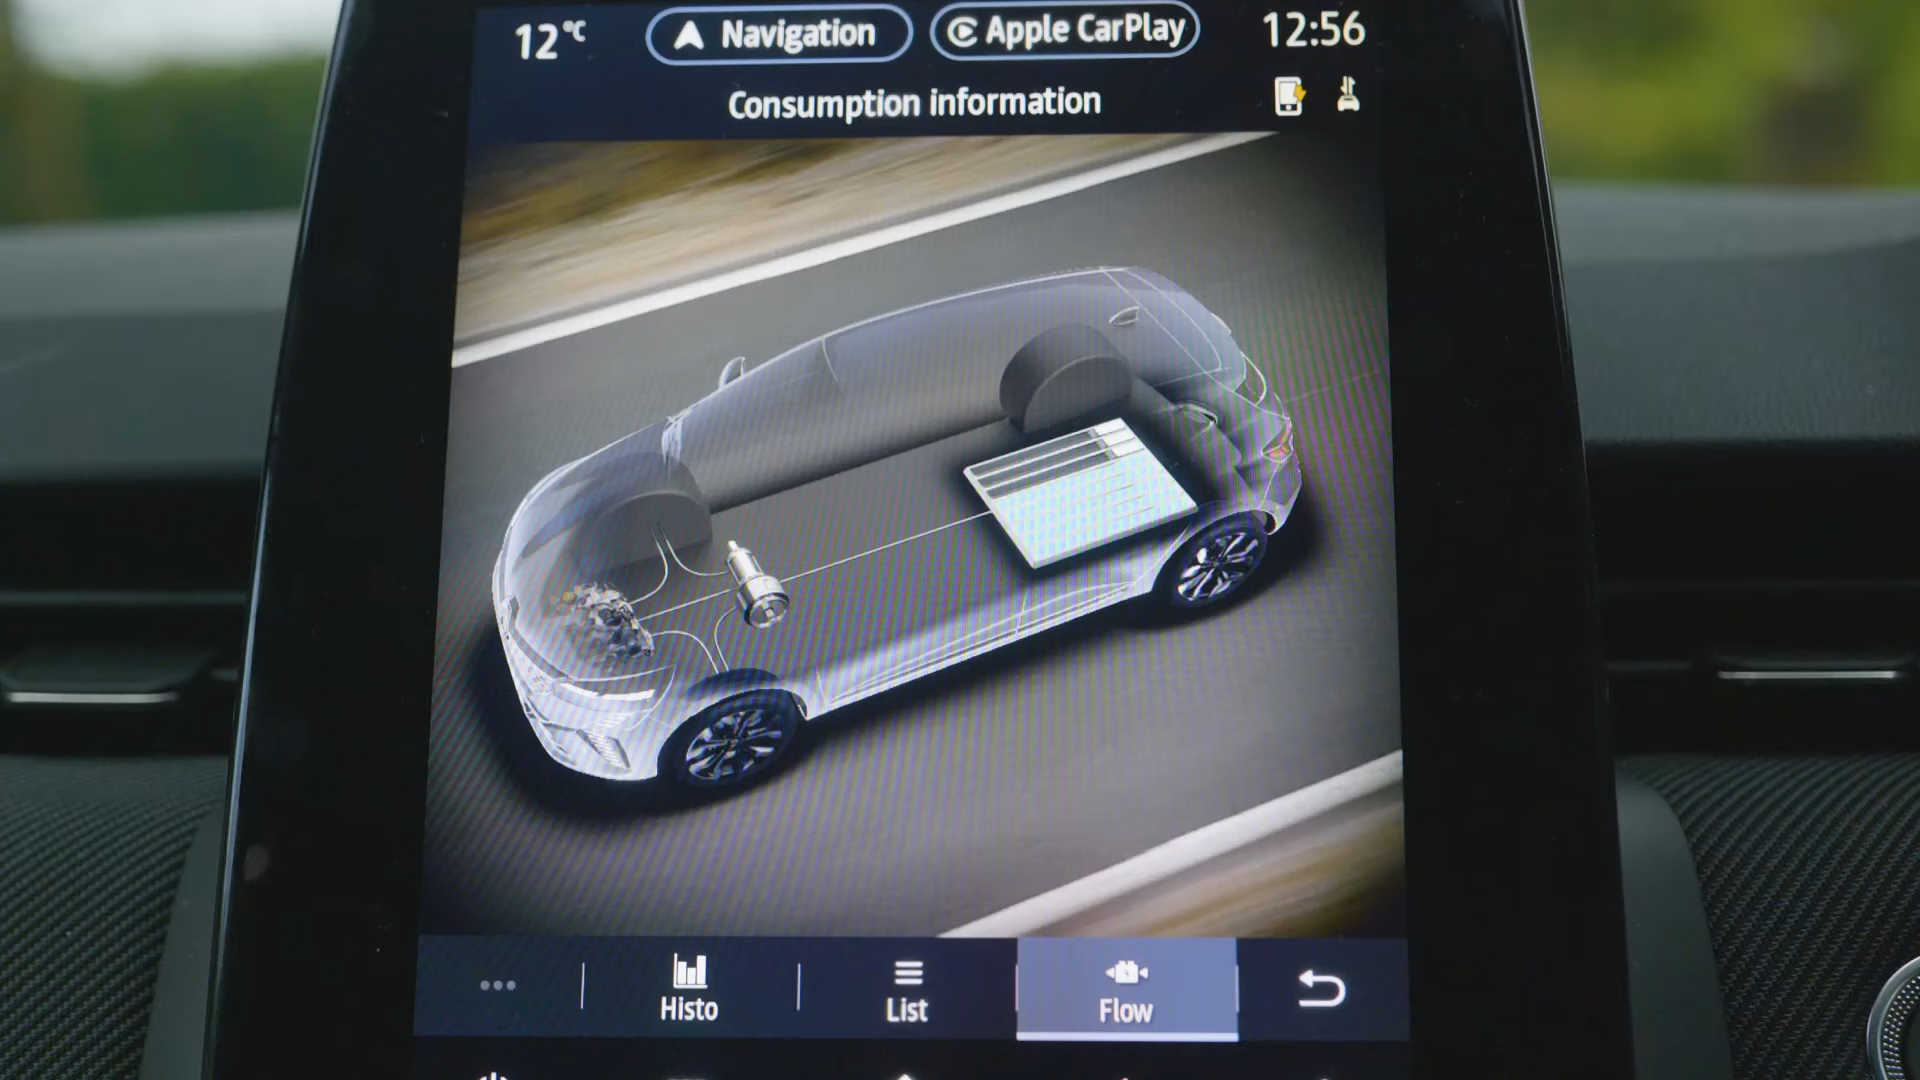 12°C
Navigation
Apple CarPlay
12:56
Consumption information
Histo
List
Flow